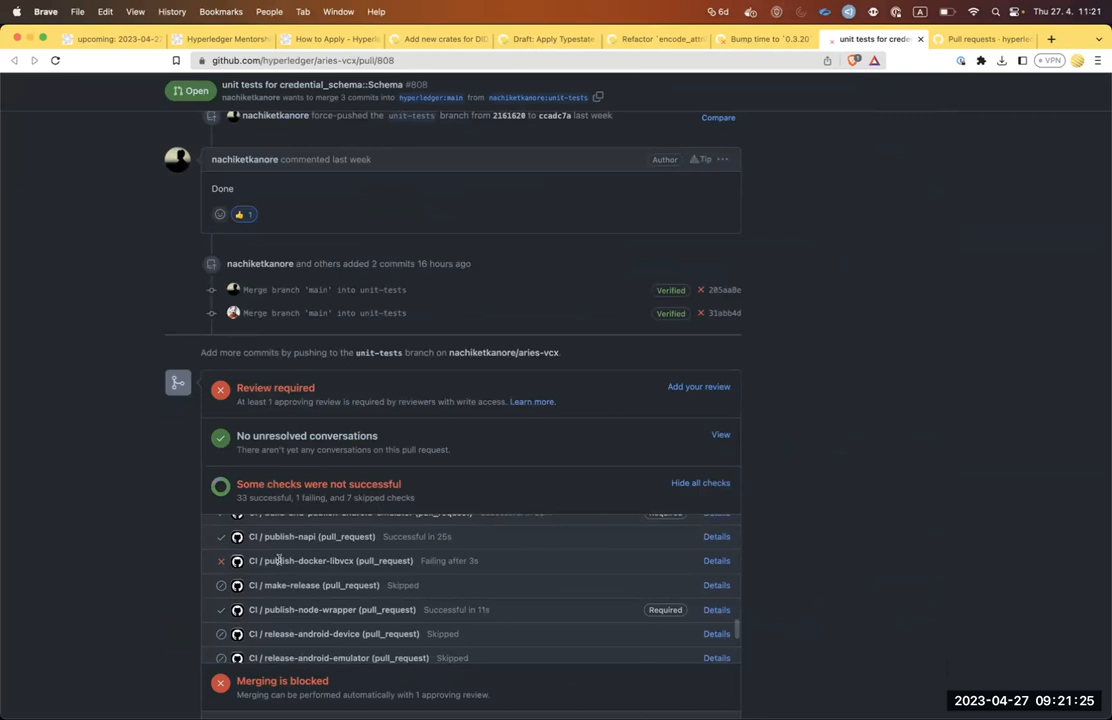 Brave File Edit View History Bookmarks People Tab Window Help 6d A Thu 27. 4. 11:21
upcoming: 2023-04-27 Hyperledger Mentorsh How to Apply - Hyperle Add new crates for DID Draft: Apply Typestate Refactor `encode_attri Bump time to `0.3.20 unit tests for credenti Pull requests · hyperle
github.com/hyperledger/aries-vcx/pull/808 VPN
Open unit tests for credential_schema::Schema #808
nachiketkanore wants to merge 3 commits into hyperledger:main from nachiketkanore:unit-tests
nachiketkanore force-pushed the unit-tests branch from 2161620 to ccadc7a last week Compare
nachiketkanore commented last week Author Tip ...
Done
👍 1
nachiketkanore and others added 2 commits 16 hours ago
Merge branch 'main' into unit-tests Verified 205aa8e
Merge branch 'main' into unit-tests Verified 31abb4d
Add more commits by pushing to the unit-tests branch on nachiketkanore/aries-vcx.
Review required Add your review
At least 1 approving review is required by reviewers with write access. Learn more.
No unresolved conversations View
There aren't yet any conversations on this pull request.
Some checks were not successful Hide all checks
33 successful, 1 failing, and 7 skipped checks
CI / publish-napi (pull_request) Successful in 25s Details
CI / publish-docker-libvcx (pull_request) Failing after 3s Details
CI / make-release (pull_request) Skipped Details
CI / publish-node-wrapper (pull_request) Successful in 11s Required Details
CI / release-android-device (pull_request) Skipped Details
CI / release-android-emulator (pull_request) Skipped Details
Merging is blocked
Merging can be performed automatically with 1 approving review.
2023-04-27 09:21:25